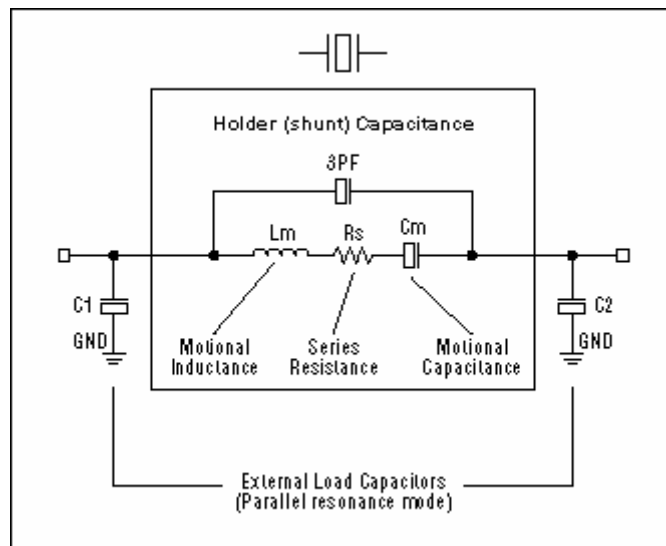 Holder (shunt) Capacitance
3PF
Lm
Rs
Cm
C1
GND
C2
GND
Motional
Inductance
Series
Resistance
Motional
Capacitance
External Load Capacitors
(Parallel resonance mode)